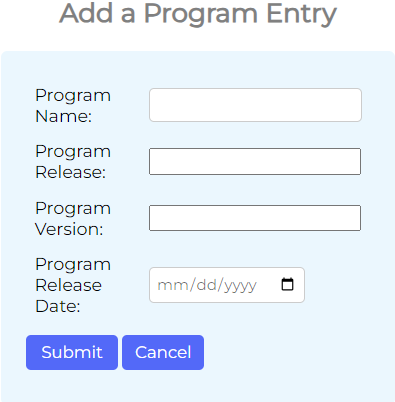 Add a Program Entry
Program
Name:
Program
Release:
Program
Version:
Program
Release
Date:
mm/dd/yyyy
Submit
Cancel